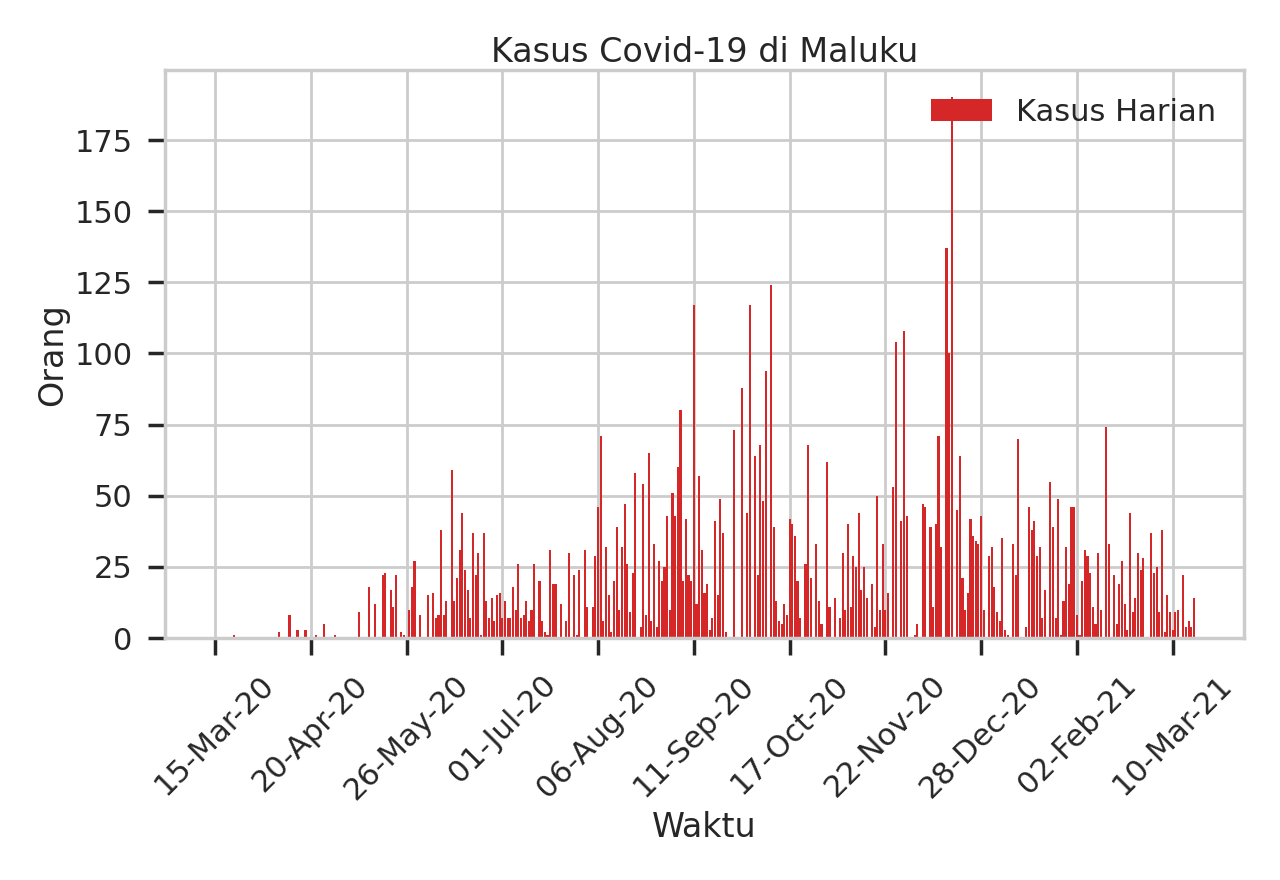 Kasus Covid-19 di Maluku
Kasus Harian
Orang
175
150
125
100
75
50
25
0
15-Mar-20
20-Apr-20
26-May-20
01-Jul-20
06-Aug-20
11-Sep-20
17-Oct-20
22-Nov-20
28-Dec-20
02-Feb-21
10-Mar-21
Waktu